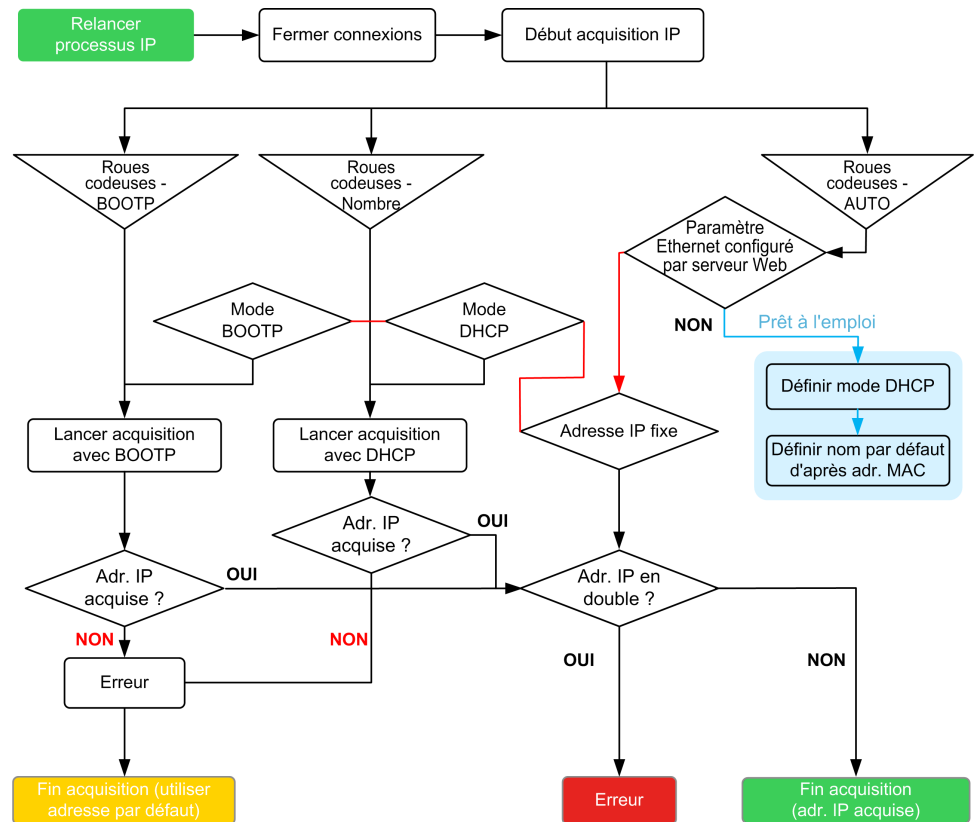 Relancer
processus IP
Fermer connexions
Début acquisition IP
Roues
codeuses -
BOOTP
Roues
codeuses -
Nombre
Roues
codeuses -
AUTO
Paramètre
Ethernet configuré
par serveur Web
Mode
BOOTP
Mode
DHCP
NON
Prêt à l'emploi
Définir mode DHCP
Définir nom par défaut
d'après adr. MAC
Lancer acquisition
avec BOOTP
Lancer acquisition
avec DHCP
Adresse IP fixe
Adr. IP
acquise ?
OUI
Adr. IP
acquise ?
OUI
Adr. IP en
double ?
NON
NON
OUI
NON
Erreur
Fin acquisition (utiliser
adresse par défaut)
Erreur
Fin acquisition
(adr. IP acquise)